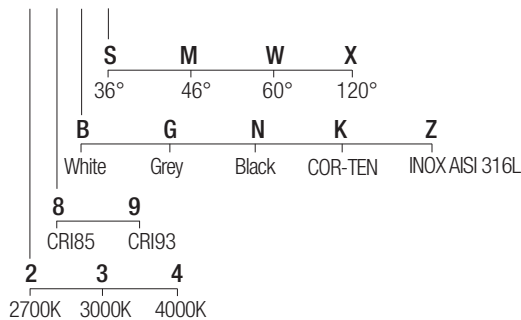 S M W X
36° 46° 60° 120°
B G N K Z
White Grey Black COR-TEN INOX AISI 316L
8 9
CRI85 CRI93
2 3 4
2700K 3000K 4000K